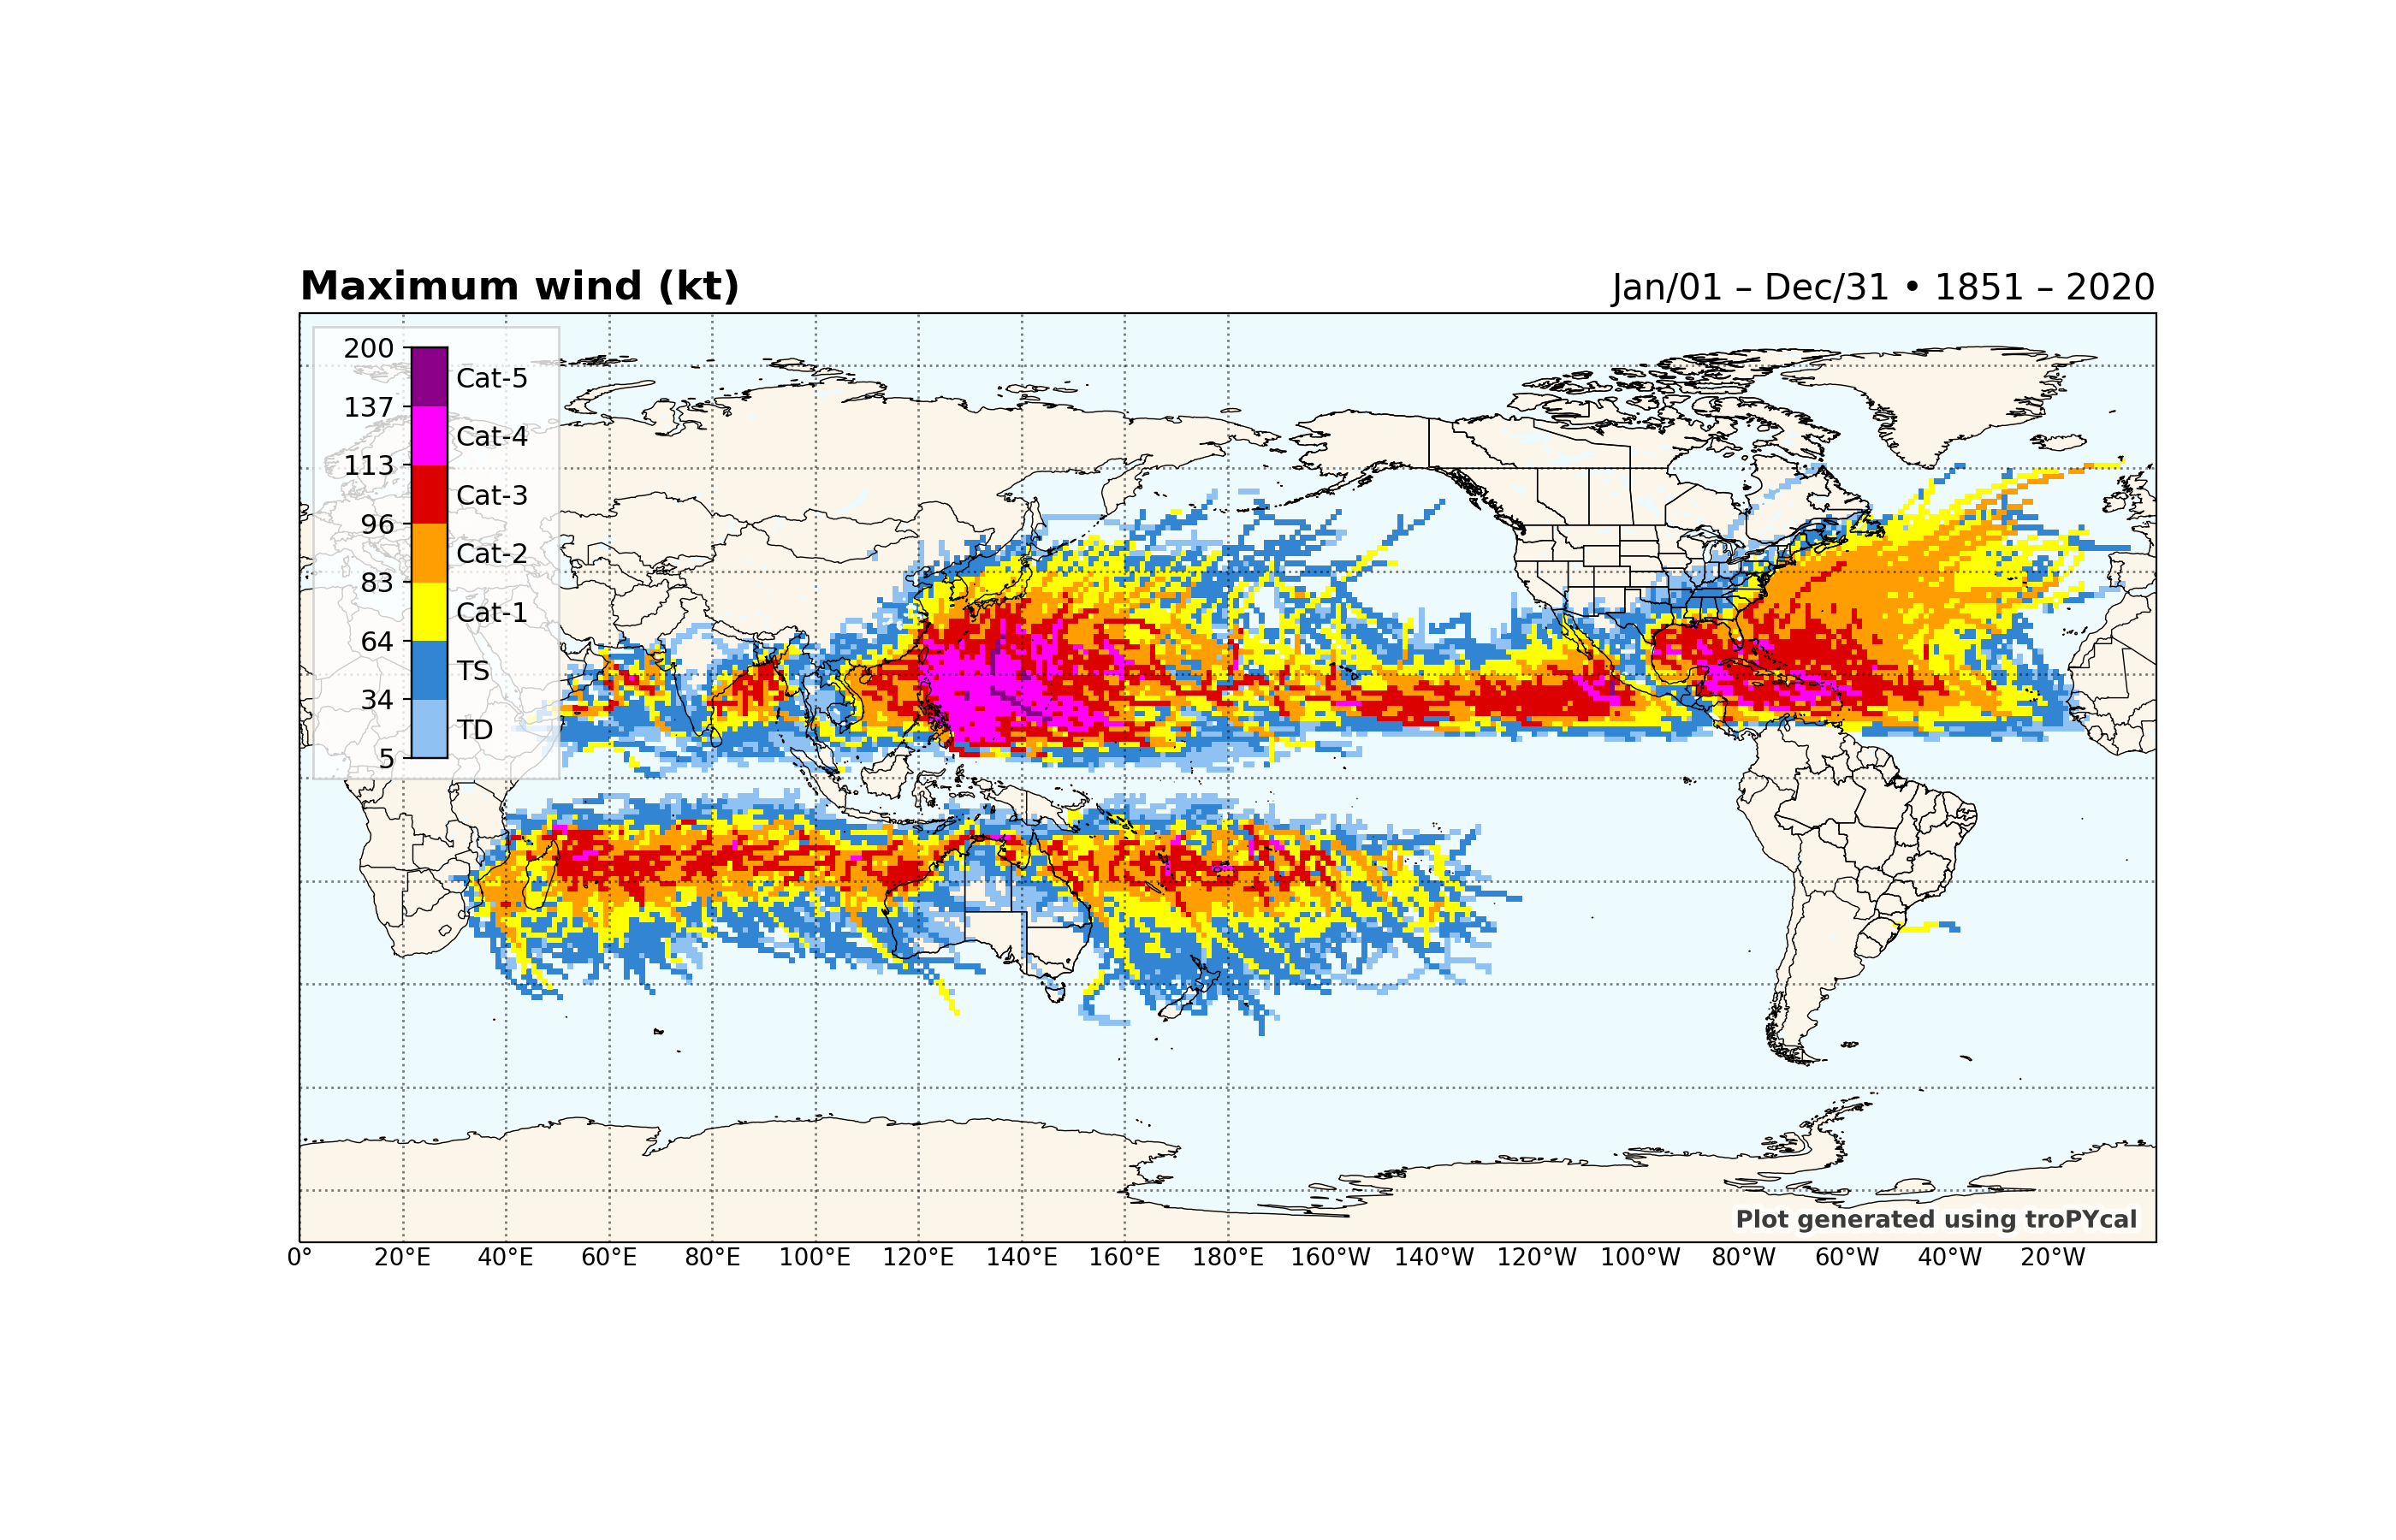 Maximum wind (kt)
Jan/01 – Dec/31 • 1851 – 2020
200
Cat-5
137
Cat-4
113
Cat-3
96
Cat-2
83
Cat-1
64
TS
34
TD
5
Plot generated using troPYcal
0° 20°E 40°E 60°E 80°E 100°E 120°E 140°E 160°E 180°E 160°W 140°W 120°W 100°W 80°W 60°W 40°W 20°W